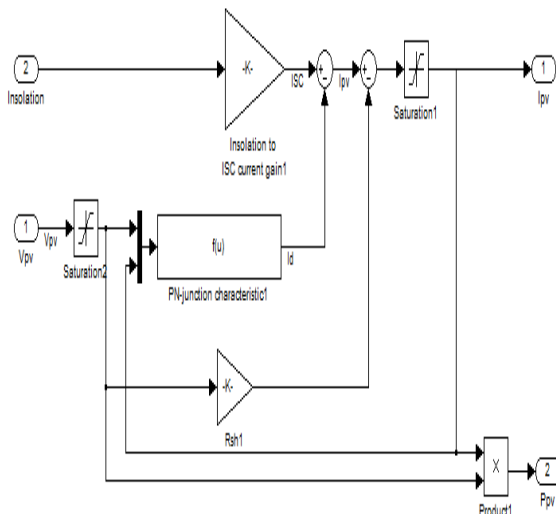 2
Insolation
-K-
Insolation to
ISC current gain1
ISC
+
-
Ipv
+
-
Saturation1
1
Ipv
1
Vpv
Vpv
Saturation2
f(u)
PN-junction characteristic1
Id
-K-
Rsh1
X
Product1
2
Ppv